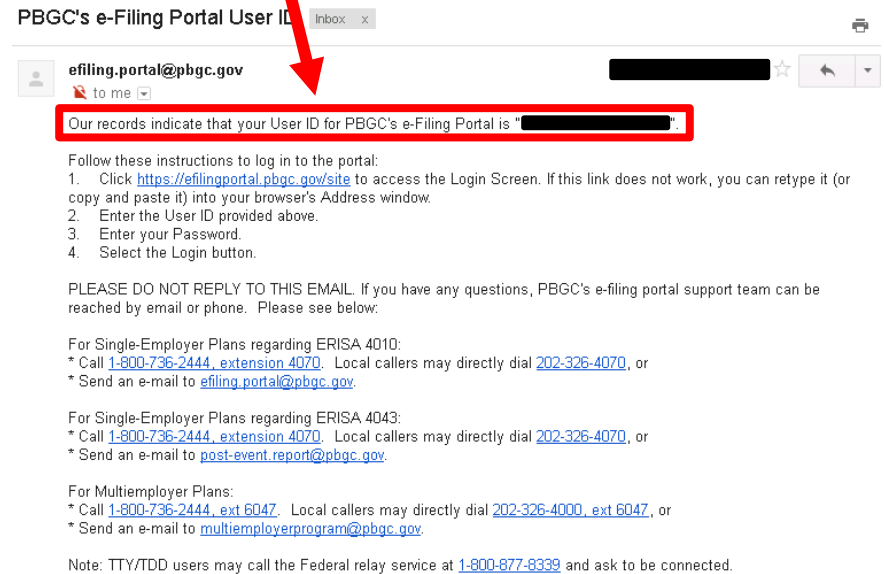 PBGC's e-Filing Portal User ID Inbox x
efiling.portal@pbgc.gov
to me
Our records indicate that your User ID for PBGC's e-Filing Portal is " ".
Follow these instructions to log in to the portal:
1. Click https://efilingportal.pbgc.gov/site to access the Login Screen. If this link does not work, you can retype it (or
copy and paste it) into your browser's Address window.
2. Enter the User ID provided above.
3. Enter your Password.
4. Select the Login button.
PLEASE DO NOT REPLY TO THIS EMAIL. If you have any questions, PBGC's e-filing portal support team can be
reached by email or phone. Please see below:
For Single-Employer Plans regarding ERISA 4010:
* Call 1-800-736-2444, extension 4070. Local callers may directly dial 202-326-4070, or
* Send an e-mail to efiling.portal@pbgc.gov.
For Single-Employer Plans regarding ERISA 4043:
* Call 1-800-736-2444, extension 4070. Local callers may directly dial 202-326-4070, or
* Send an e-mail to post-event.report@pbgc.gov.
For Multiemployer Plans:
* Call 1-800-736-2444, ext 6047. Local callers may directly dial 202-326-4000, ext 6047, or
* Send an e-mail to multiemployerprogram@pbgc.gov.
Note: TTY/TDD users may call the Federal relay service at 1-800-877-8339 and ask to be connected.